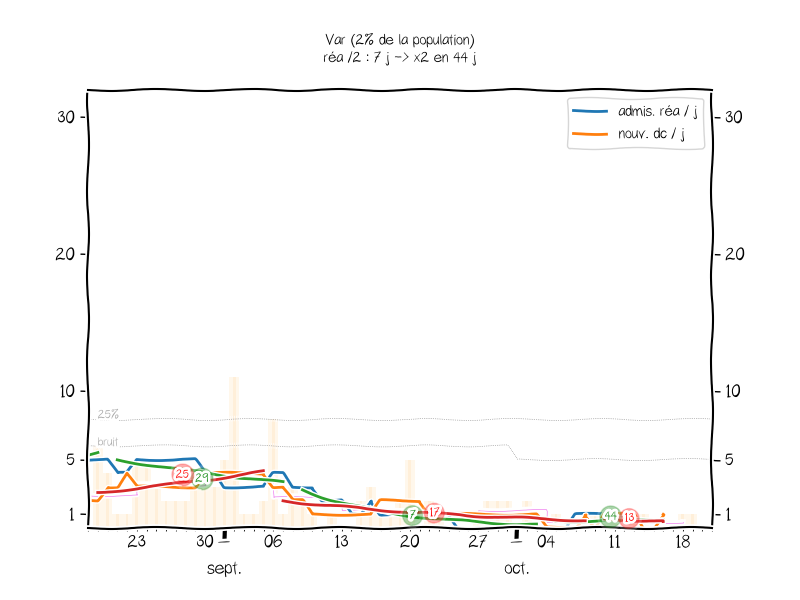 Var (2% de la population)
réa /2 : 7 j -> x2 en 44 j
admis. réa / j
nouv. dc / j
30 30
20 20
10 10
25%
bruit
5 5
25 29
7 17
44 13
1 1
23 30 06 13 20 27 04 11 18
sept. oct.